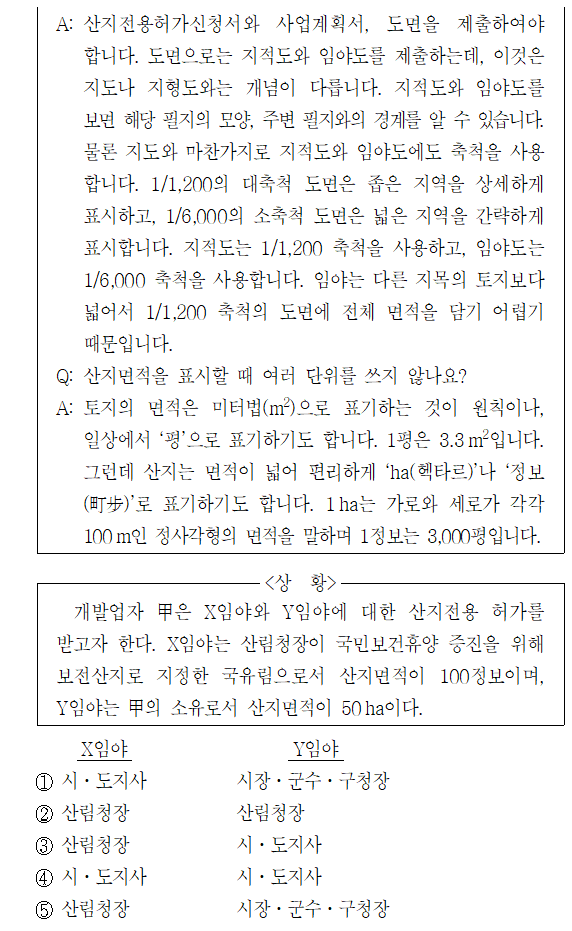 A: 산지전용허가신청서와 사업계획서, 도면을 제출하여야
합니다. 도면으로는 지적도와 임야도를 제출하는데, 이것은
지도나 지형도와는 개념이 다릅니다. 지적도와 임야도를
보면 해당 필지의 모양, 주변 필지와의 경계를 알 수 있습니다.
물론 지도와 마찬가지로 지적도와 임야도에도 축척을 사용
합니다. 1/1,200의 대축척 도면은 좁은 지역을 상세하게
표시하고, 1/6,000의 소축척 도면은 넓은 지역을 간략하게
표시합니다. 지적도는 1/1,200 축척을 사용하고, 임야도는
1/6,000 축척을 사용합니다. 임야는 다른 지목의 토지보다
넓어서 1/1,200 축척의 도면에 전체 면적을 담기 어렵기
때문입니다.
Q: 산지면적을 표시할 때 여러 단위를 쓰지 않나요?
A: 토지의 면적은 미터법(m²)으로 표기하는 것이 원칙이나,
일상에서 ‘평’으로 표기하기도 합니다. 1평은 3.3 m²입니다.
그런데 산지는 면적이 넓어 편리하게 ‘ha(헥타르)’나 ‘정보
(町步)’로 표기하기도 합니다. 1 ha는 가로와 세로가 각각
100 m인 정사각형의 면적을 말하며 1정보는 3,000평입니다.
<상 황>
개발업자 甲은 X임야와 Y임야에 대한 산지전용 허가를
받고자 한다. X임야는 산림청장이 국민보건휴양 증진을 위해
보전산지로 지정한 국유림으로서 산지면적이 100정보이며,
Y임야는 甲의 소유로서 산지면적이 50 ha이다.
X임야 Y임야
① 시・도지사 시장・군수・구청장
② 산림청장 산림청장
③ 산림청장 시・도지사
④ 시・도지사 시・도지사
⑤ 산림청장 시장・군수・구청장